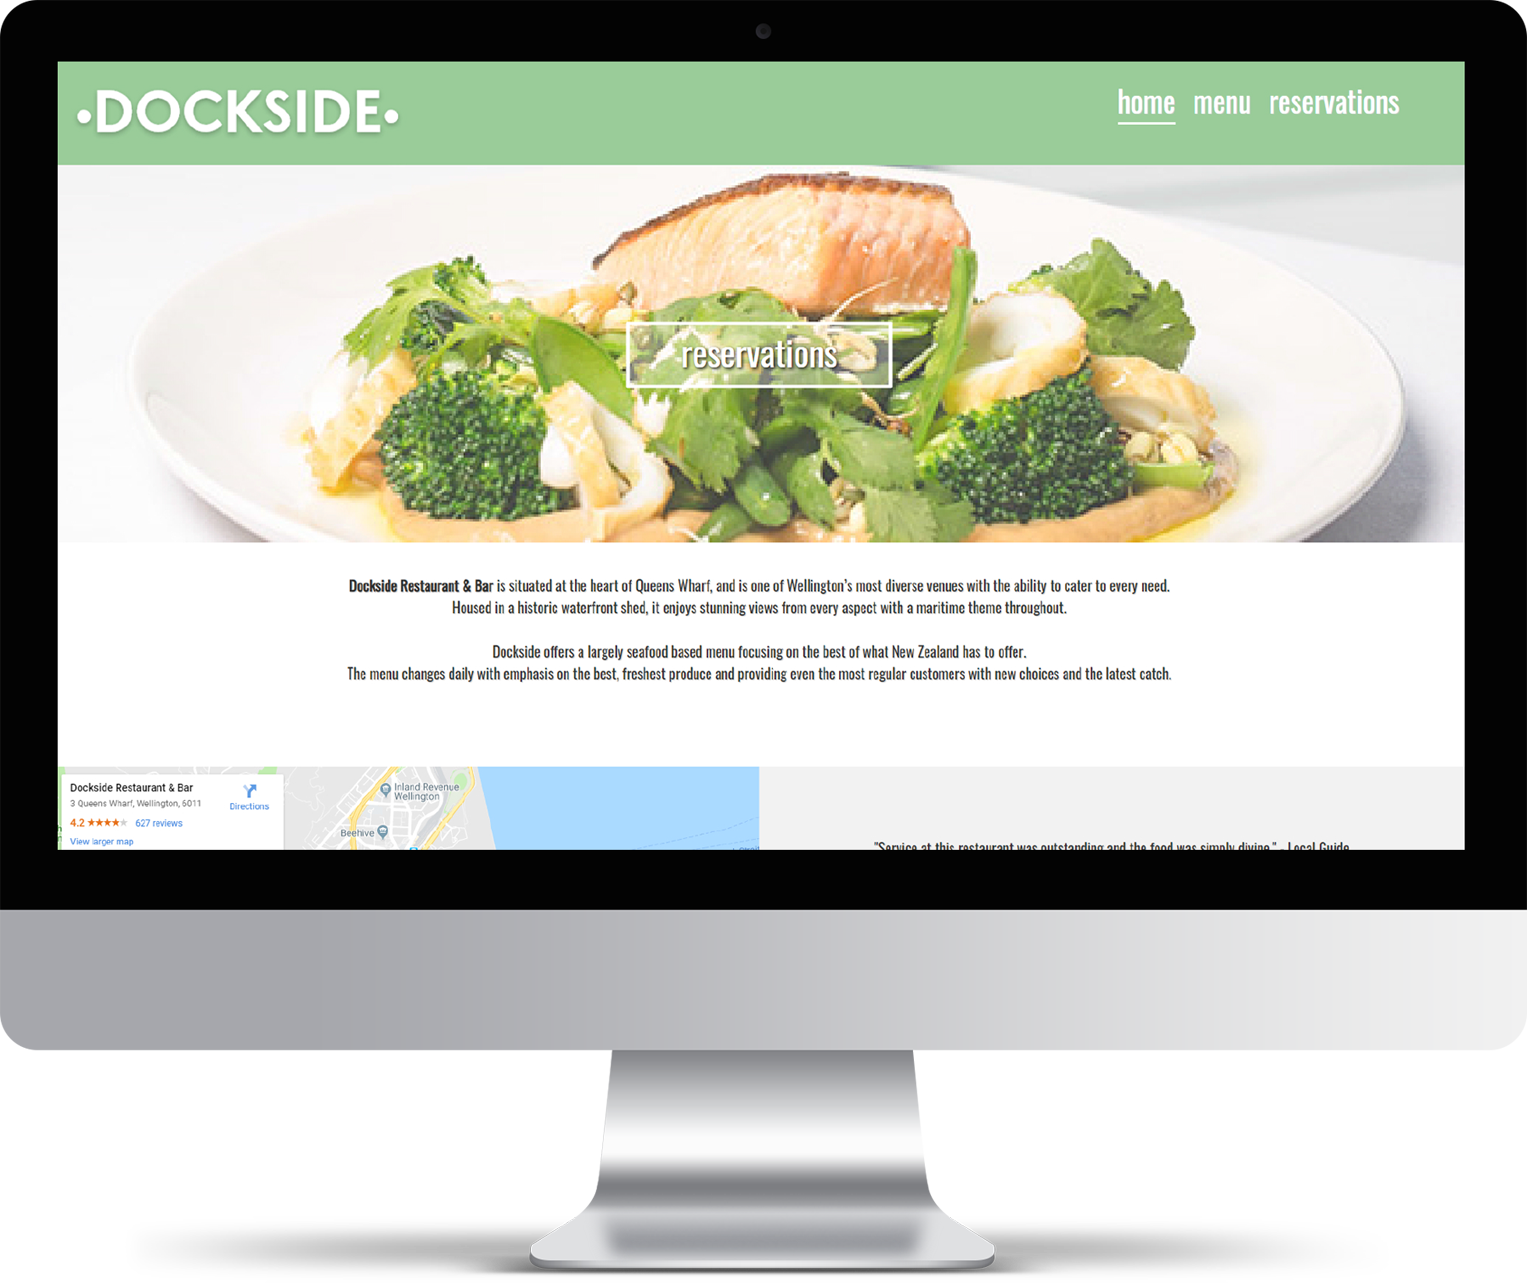 •DOCKSIDE•
home menu reservations
reservations
Dockside Restaurant & Bar is situated at the heart of Queens Wharf, and is one of Wellington's most diverse venues with the ability to cater to every need.
Housed in a historic waterfront shed, it enjoys stunning views from every aspect with a maritime theme throughout.
Dockside offers a largely seafood based menu focusing on the best of what New Zealand has to offer.
The menu changes daily with emphasis on the best, freshest produce and providing even the most regular customers with new choices and the latest catch.
Dockside Restaurant & Bar
Directions
3 Queens Wharf, Wellington, 6011
4.2 ★★★★★ 627 reviews
View larger map
Inland Revenue
Wellington
Beehive
"Service at this restaurant was outstanding and the food was simply divine." - Local Guide